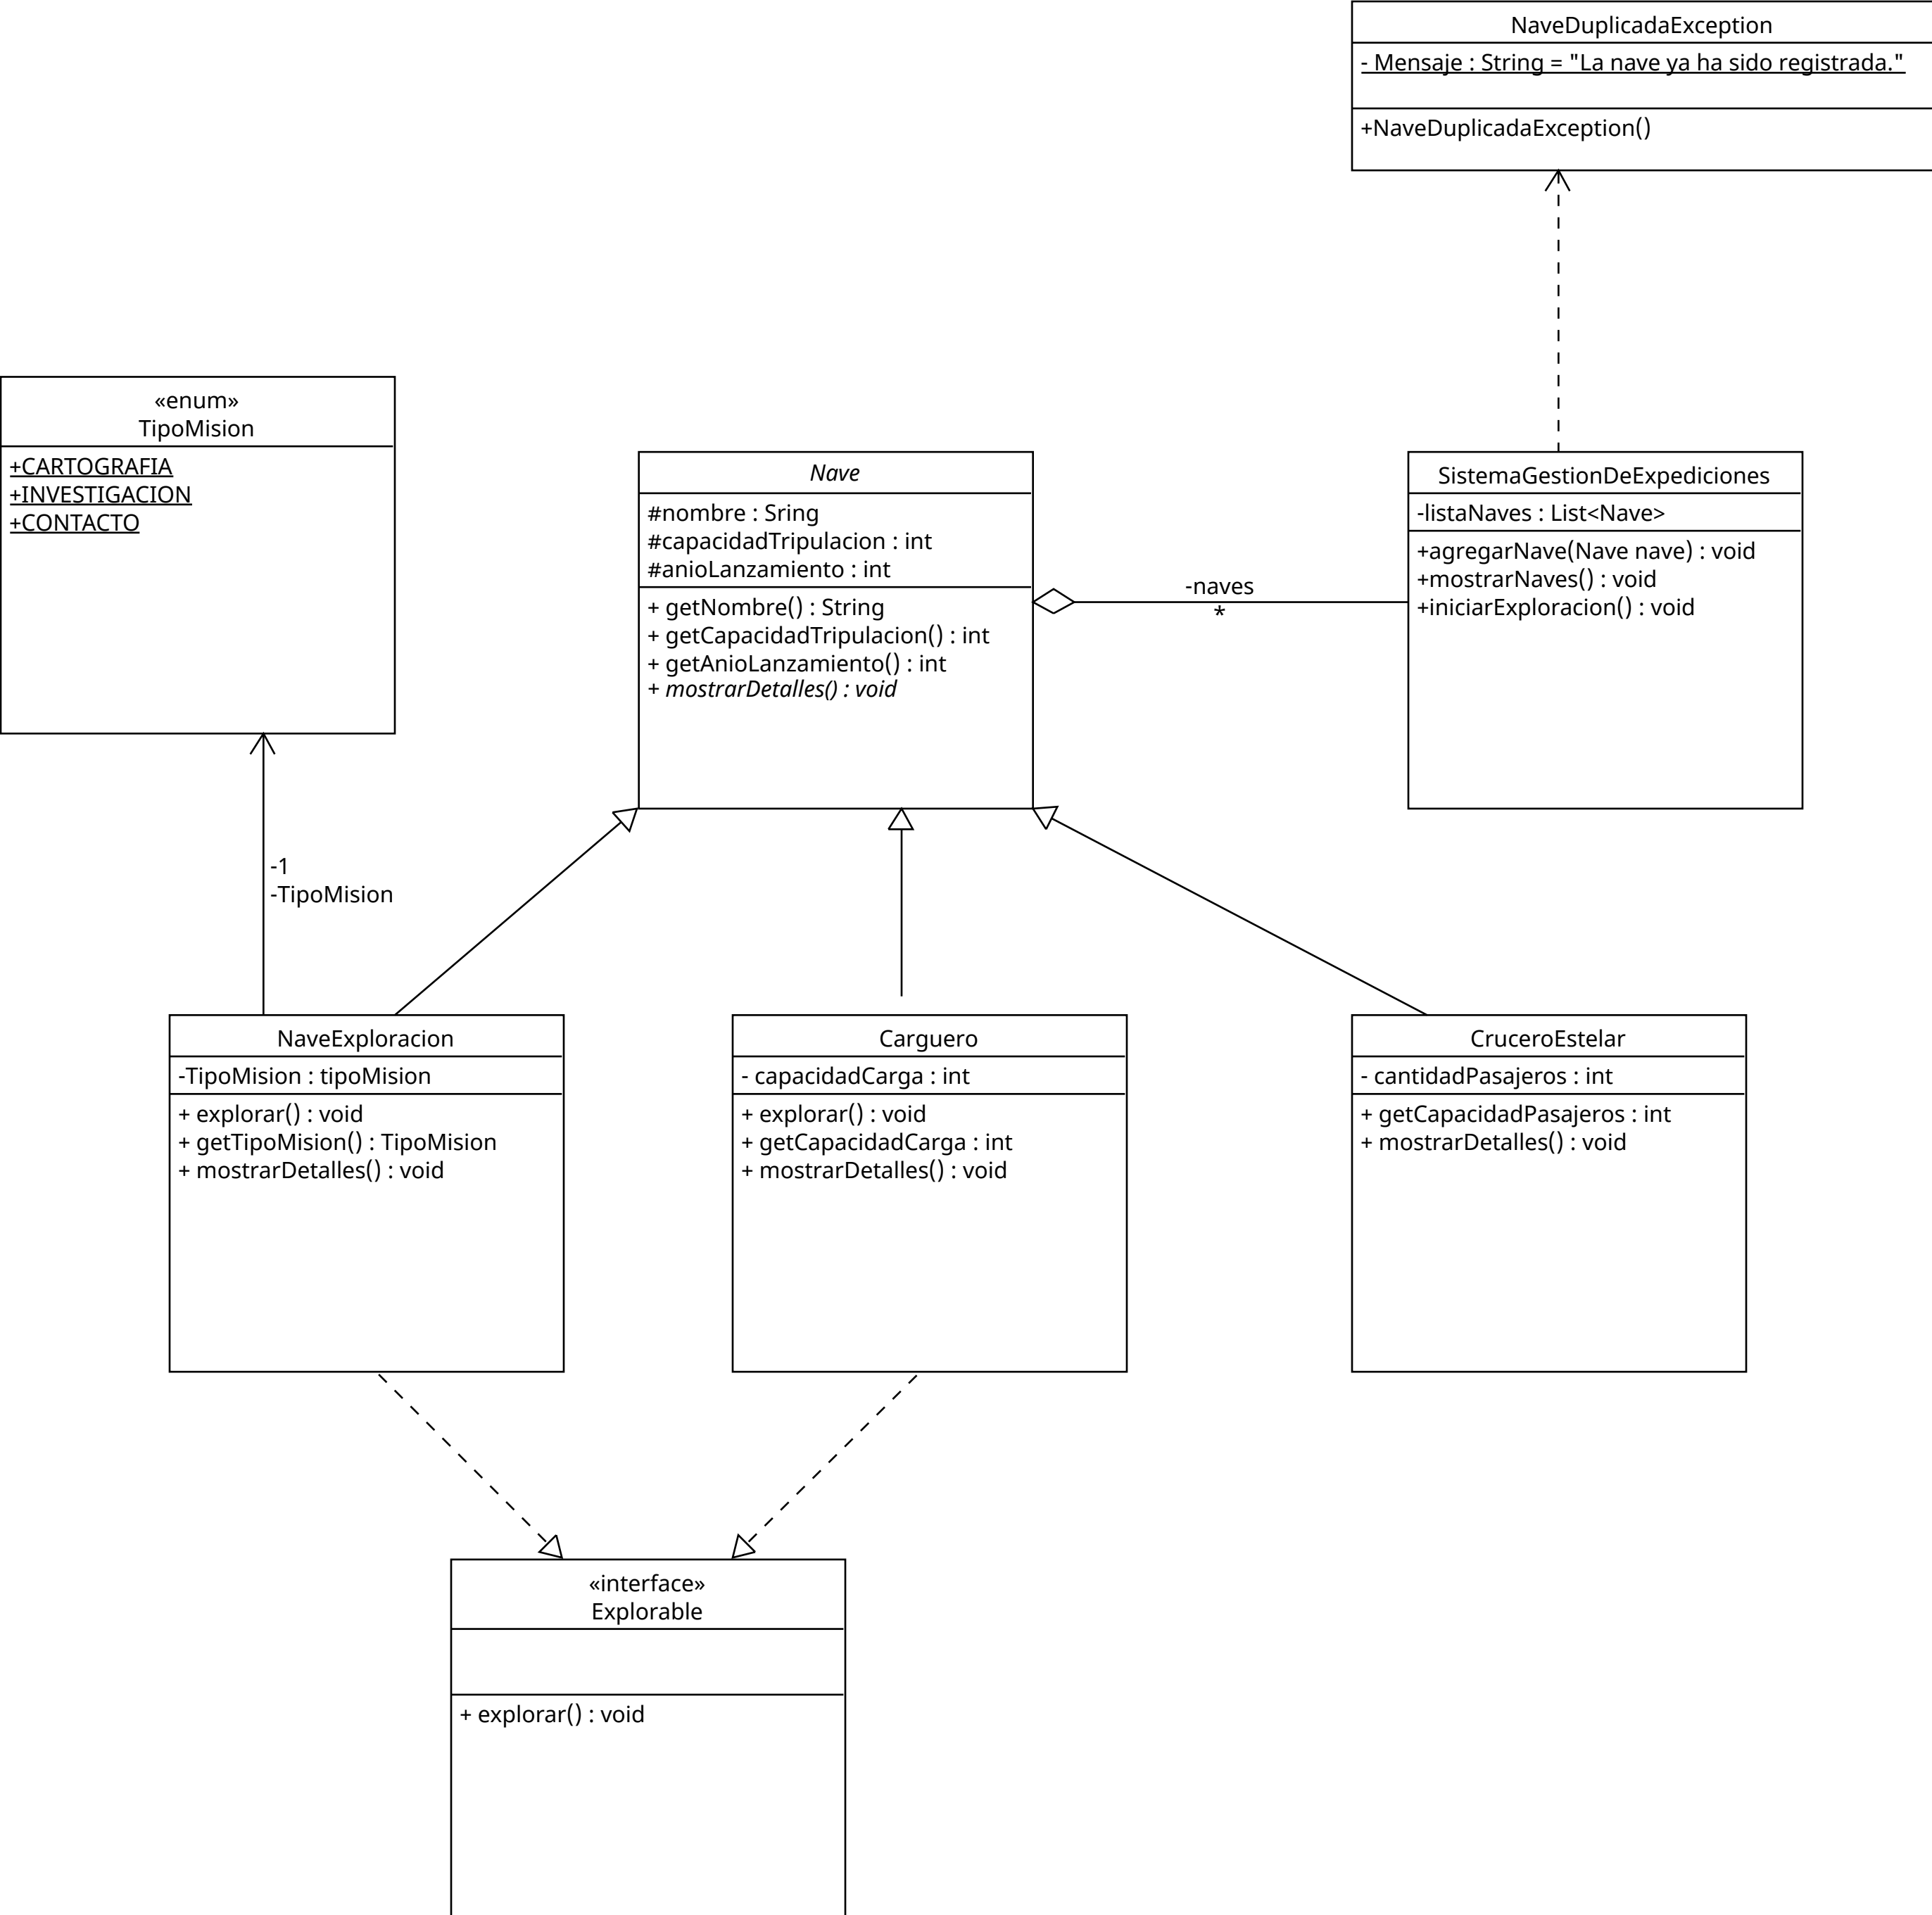 NaveDuplicadaException
- Mensaje : String = "La nave ya ha sido registrada."
+NaveDuplicadaException()
«enum»
TipoMision
+CARTOGRAFIA
+INVESTIGACION
+CONTACTO
Nave
#nombre : Sring
#capacidadTripulacion : int
#anioLanzamiento : int
+ getNombre() : String
+ getCapacidadTripulacion() : int
+ getAnioLanzamiento() : int
+ mostrarDetalles() : void
-naves
*
SistemaGestionDeExpediciones
-listaNaves : List<Nave>
+agregarNave(Nave nave) : void
+mostrarNaves() : void
+iniciarExploracion() : void
-1
-TipoMision
NaveExploracion
-TipoMision : tipoMision
+ explorar() : void
+ getTipoMision() : TipoMision
+ mostrarDetalles() : void
Carguero
- capacidadCarga : int
+ explorar() : void
+ getCapacidadCarga : int
+ mostrarDetalles() : void
CruceroEstelar
- cantidadPasajeros : int
+ getCapacidadPasajeros : int
+ mostrarDetalles() : void
«interface»
Explorable
+ explorar() : void